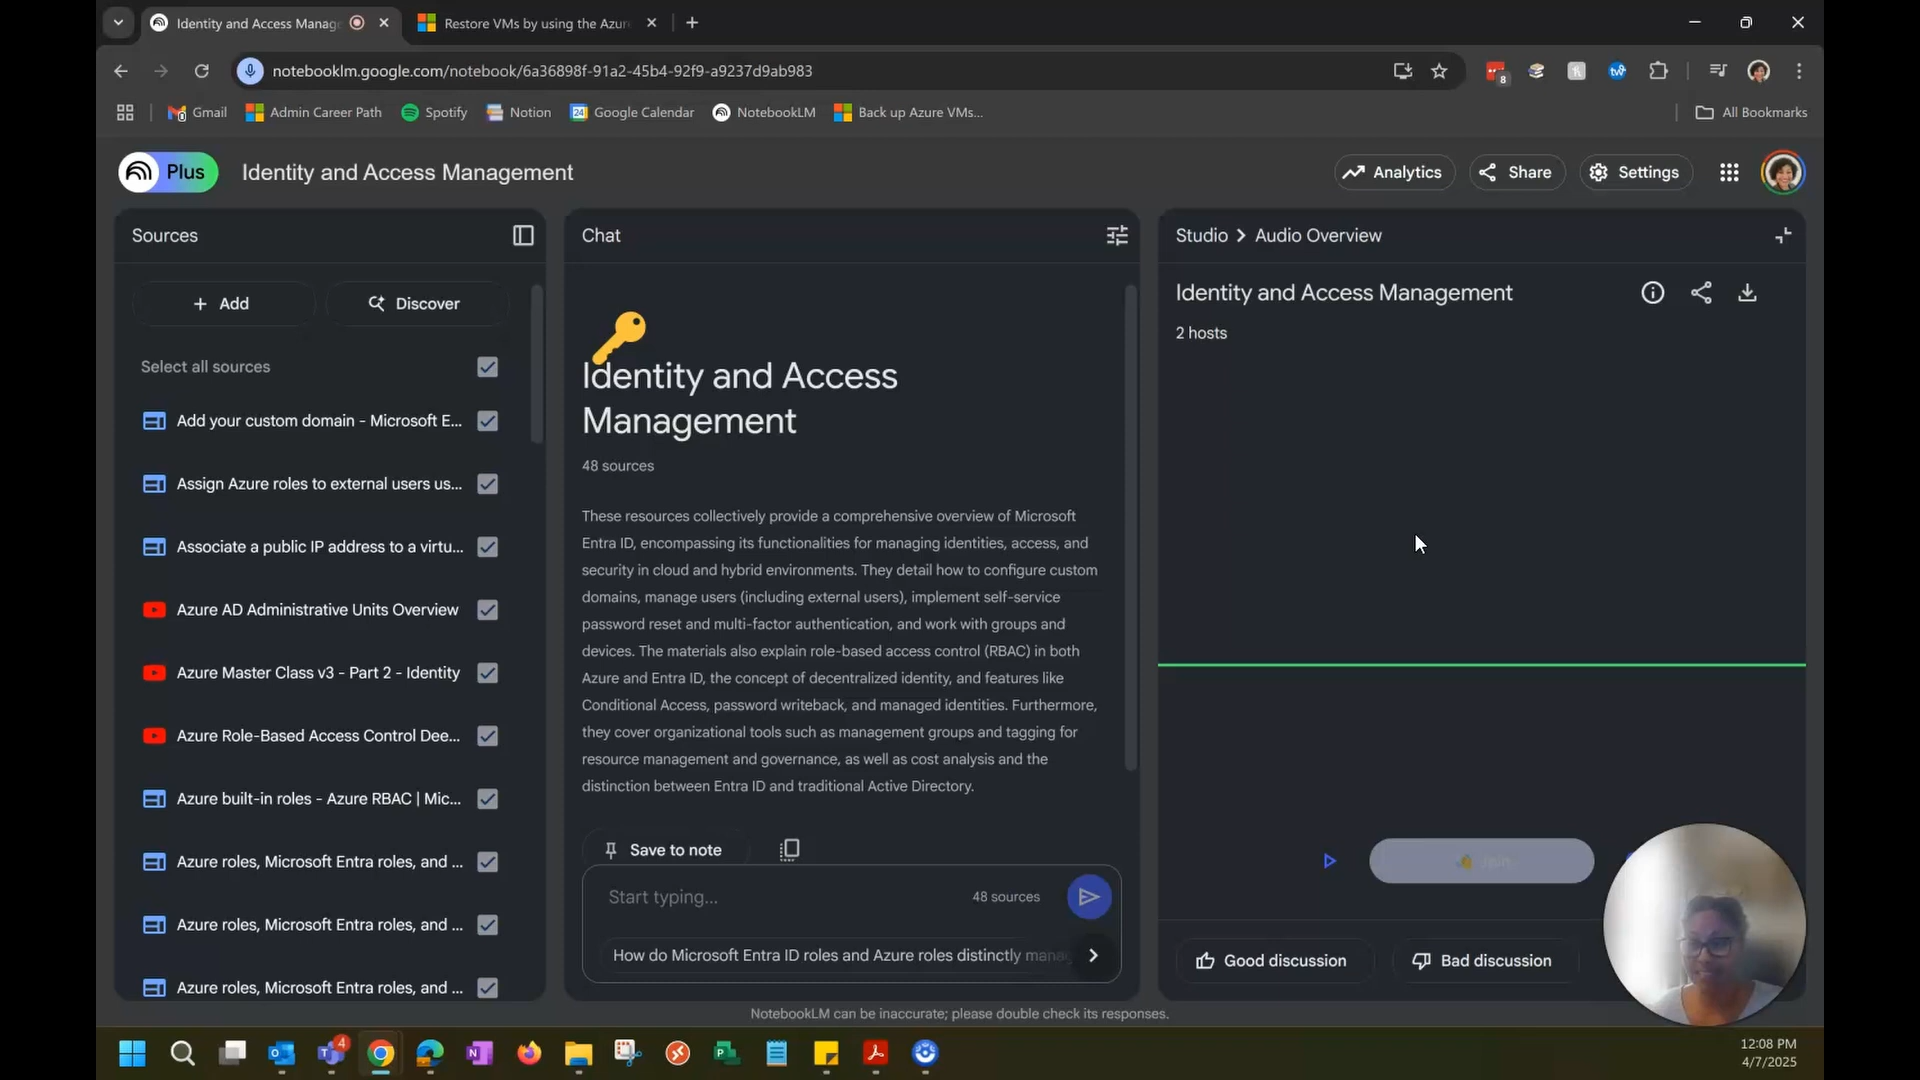 Identity and Access Manag
Restore VMs by using the Azur
notebooklm.google.com/notebook/6a36898f-91a2-45b4-92f9-a9237d9ab983
8
Gmail
Admin Career Path
Spotify
Notion
24
Google Calendar
NotebookLM
Back up Azure VMs...
All Bookmarks
Plus
Identity and Access Management
Analytics
Share
Settings
Sources
Add
Discover
Select all sources
Add your custom domain - Microsoft E...
Assign Azure roles to external users us...
Associate a public IP address to a virtu...
Azure AD Administrative Units Overview
Azure Master Class v3 - Part 2 - Identity
Azure Role-Based Access Control Dee...
Azure built-in roles - Azure RBAC | Mic...
Azure roles, Microsoft Entra roles, and ...
Azure roles, Microsoft Entra roles, and ...
Azure roles, Microsoft Entra roles, and ...
Chat
Identity and Access
Management
48 sources
These resources collectively provide a comprehensive overview of Microsoft
Entra ID, encompassing its functionalities for managing identities, access, and
security in cloud and hybrid environments. They detail how to configure custom
domains, manage users (including external users), implement self-service
password reset and multi-factor authentication, and work with groups and
devices. The materials also explain role-based access control (RBAC) in both
Azure and Entra ID, the concept of decentralized identity, and features like
Conditional Access, password writeback, and managed identities. Furthermore,
they cover organizational tools such as management groups and tagging for
resource management and governance, as well as cost analysis and the
distinction between Entra ID and traditional Active Directory.
Save to note
Start typing...
48 sources
How do Microsoft Entra ID roles and Azure roles distinctly mana
Studio > Audio Overview
Identity and Access Management
2 hosts
Good discussion
Bad discussion
NotebookLM can be inaccurate; please double check its responses.
4
12:08 PM
4/7/2025